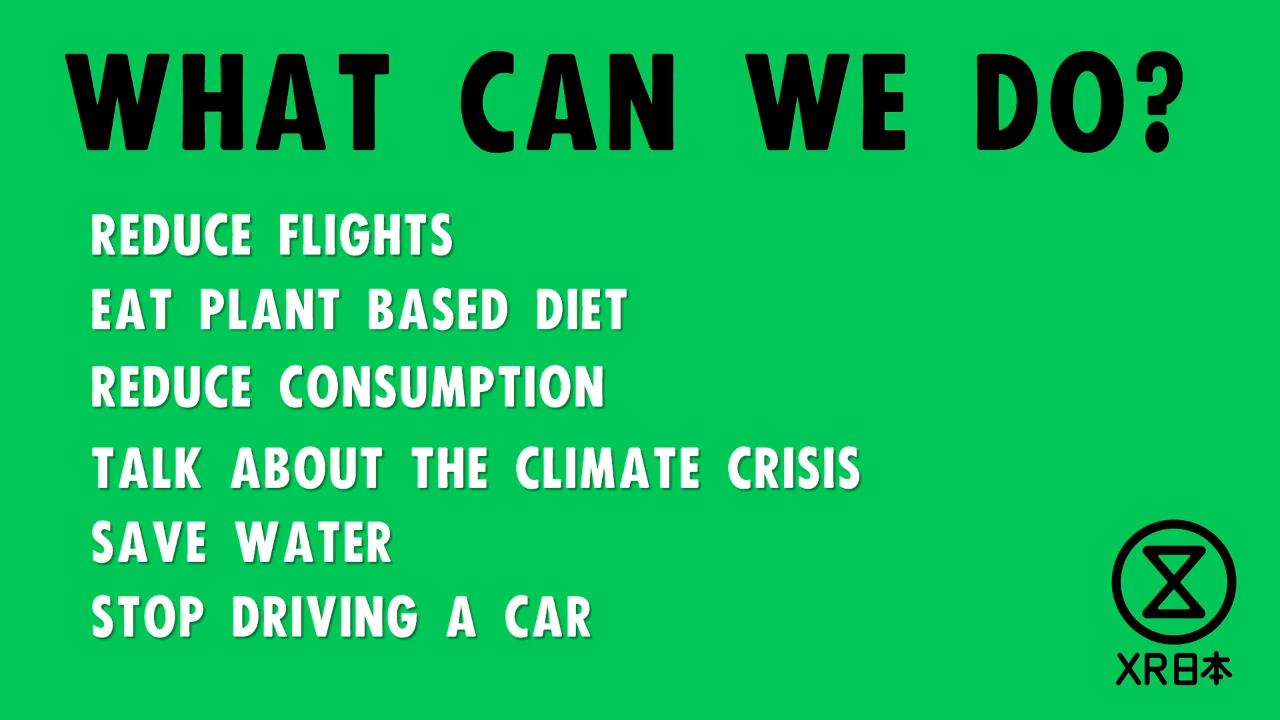 WHAT CAN WE DO?
REDUCE FLIGHTS
EAT PLANT BASED DIET
REDUCE CONSUMPTION
TALK ABOUT THE CLIMATE CRISIS
SAVE WATER
STOP DRIVING A CAR
XR日本